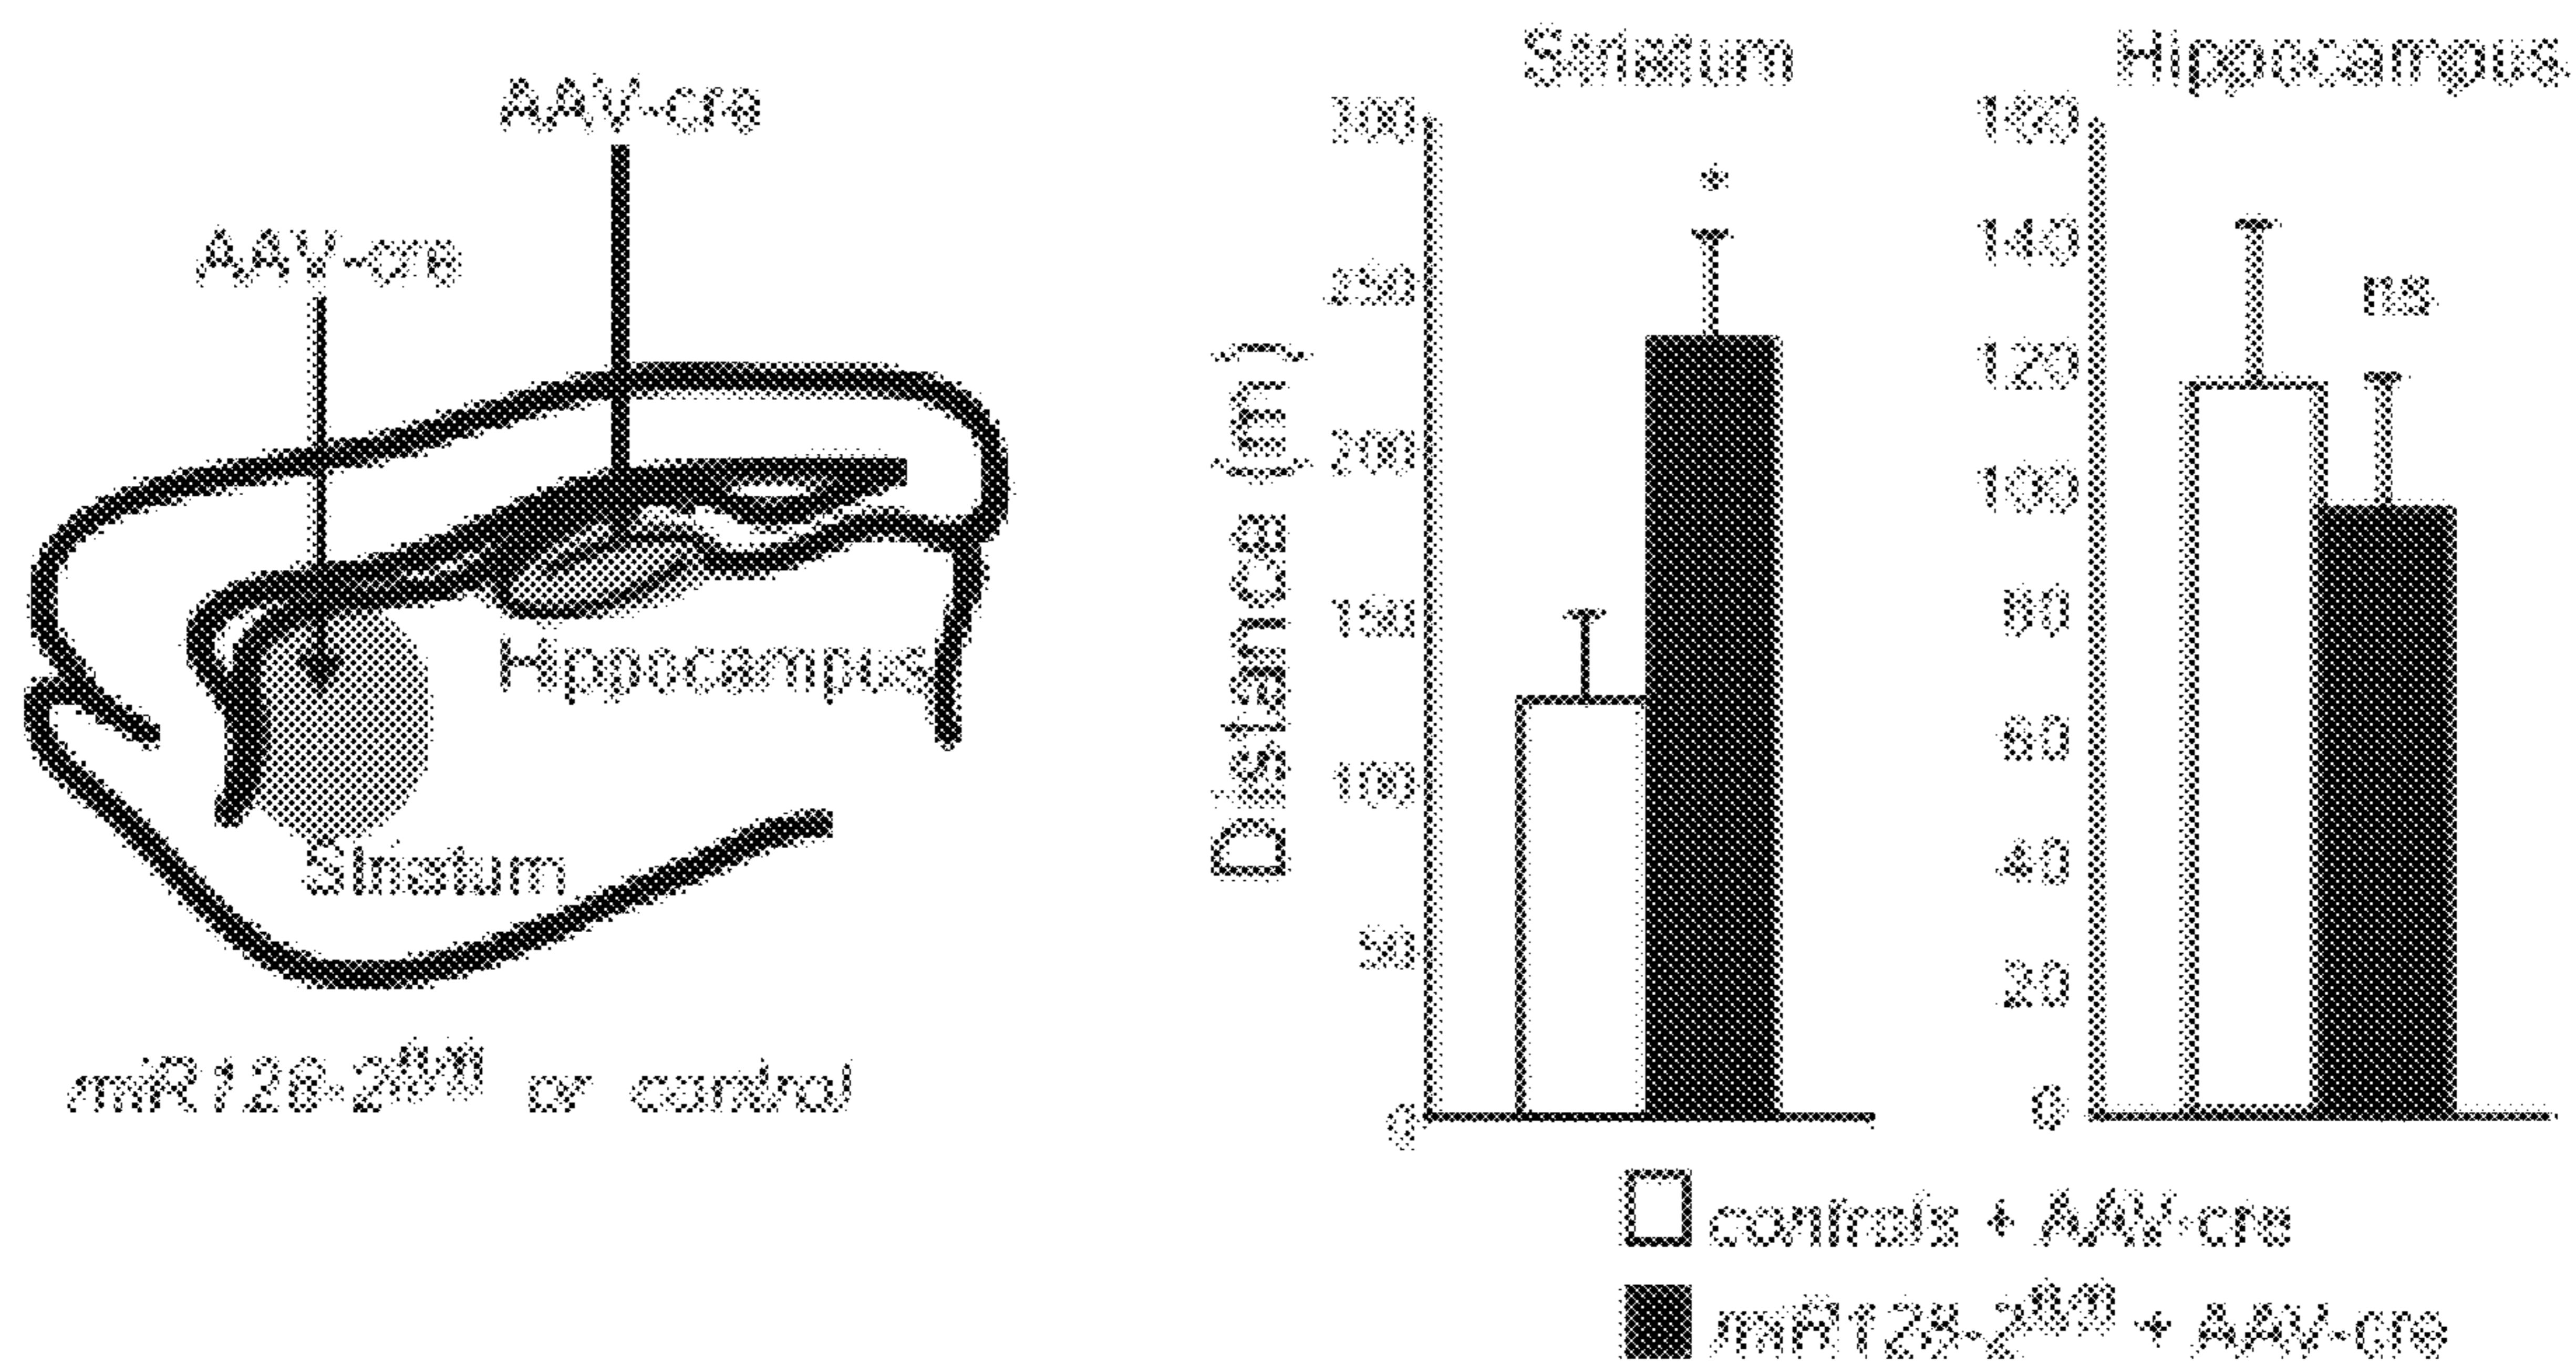 AAV-cre
AAV-cre
Hippocampus
Striatum
miR128-2fl/fl or control
Striatum
Distance (m)
300
250
200
150
100
50
0
*
Hippocampus
160
140
120
100
80
60
40
20
0
ns
controls + AAV-cre
miR128-2fl/fl + AAV-cre